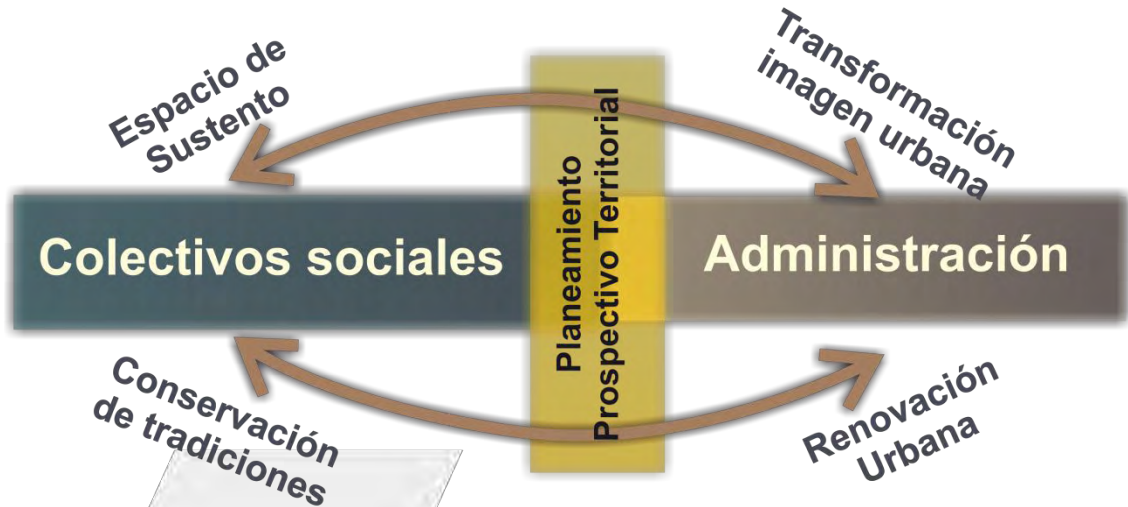 Espacio de
Sustento
Transformación
imagen urbana
Colectivos sociales
Planeamiento
Prospectivo Territorial
Administración
Conservación
de tradiciones
Renovación
Urbana